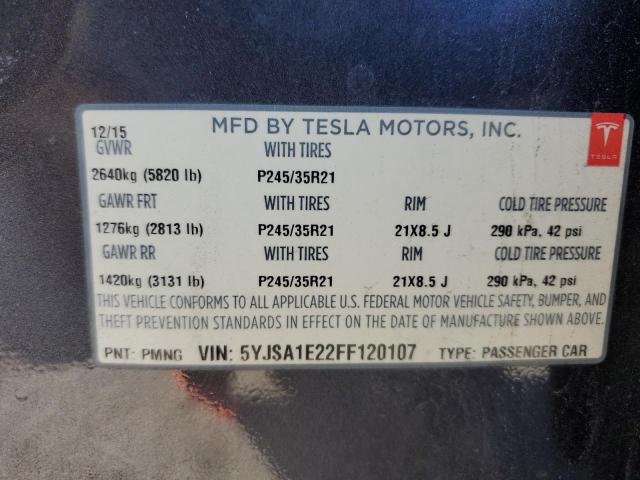 12/15 MFD BY TESLA MOTORS, INC.
GVWR WITH TIRES
2640kg (5820 lb) P245/35R21
GAWR FRT WITH TIRES RIM COLD TIRE PRESSURE
1276kg (2813 lb) P245/35R21 21X8.5 J 290 kPa, 42 psi
GAWR RR WITH TIRES RIM COLD TIRE PRESSURE
1420kg (3131 lb) P245/35R21 21X8.5 J 290 kPa, 42 psi
THIS VEHICLE CONFORMS TO ALL APPLICABLE U.S. FEDERAL MOTOR VEHICLE SAFETY, BUMPER, AND
THEFT PREVENTION STANDARDS IN EFFECT ON THE DATE OF MANUFACTURE SHOWN ABOVE.
PNT: PMNG VIN: 5YJSA1E22FF120107 TYPE: PASSENGER CAR
TESLA